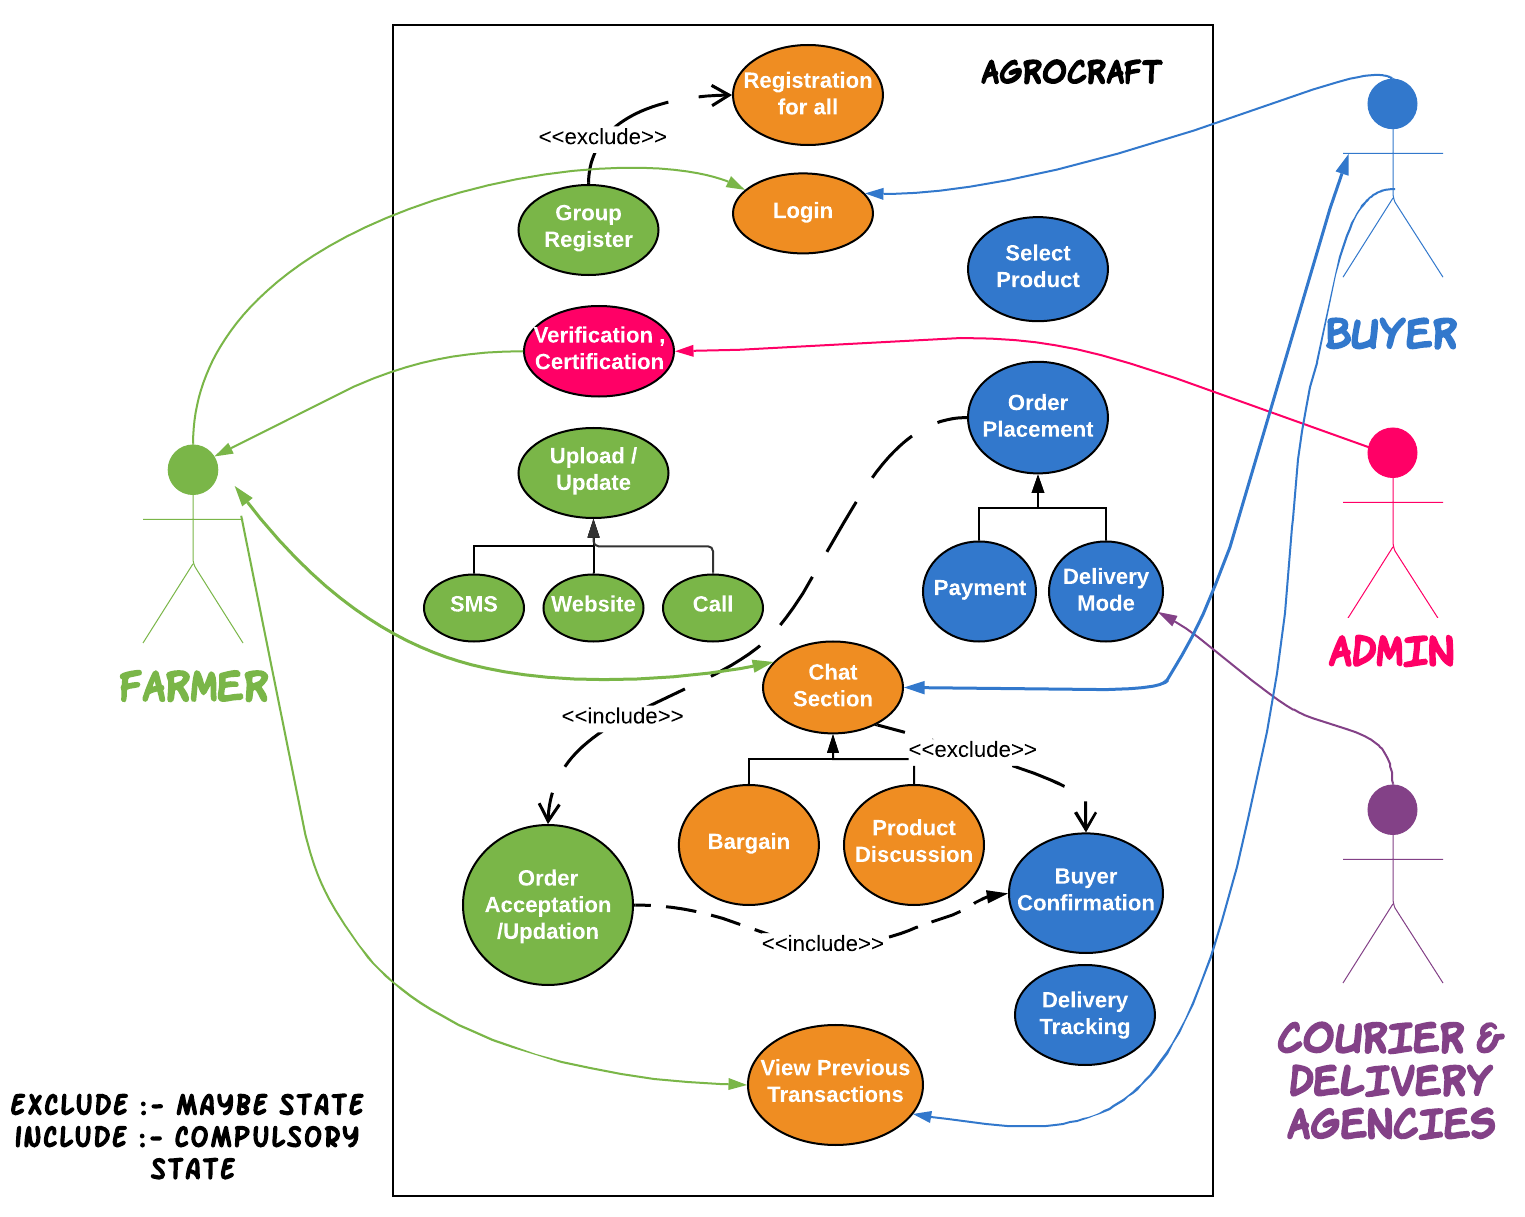 AGROCRAFT
Registration
for all
<<exclude>>
Group
Register
Login
Select
Product
BUYER
Verification ,
Certification
Order
Placement
Upload /
Update
SMS
Website
Call
Payment
Delivery
Mode
FARMER
ADMIN
Chat
Section
<<include>>
<<exclude>>
Bargain
Product
Discussion
Order
Acceptation
/Updation
Buyer
Confirmation
<<include>>
Delivery
Tracking
View Previous
Transactions
COURIER &
DELIVERY
AGENCIES
EXCLUDE :- MAYBE STATE
INCLUDE :- COMPULSORY
STATE